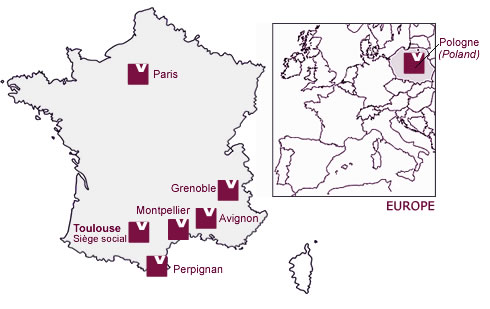 Paris
Pologne
(Poland)
EUROPE
Grenoble
Montpellier
Avignon
Toulouse
Siège social
Perpignan